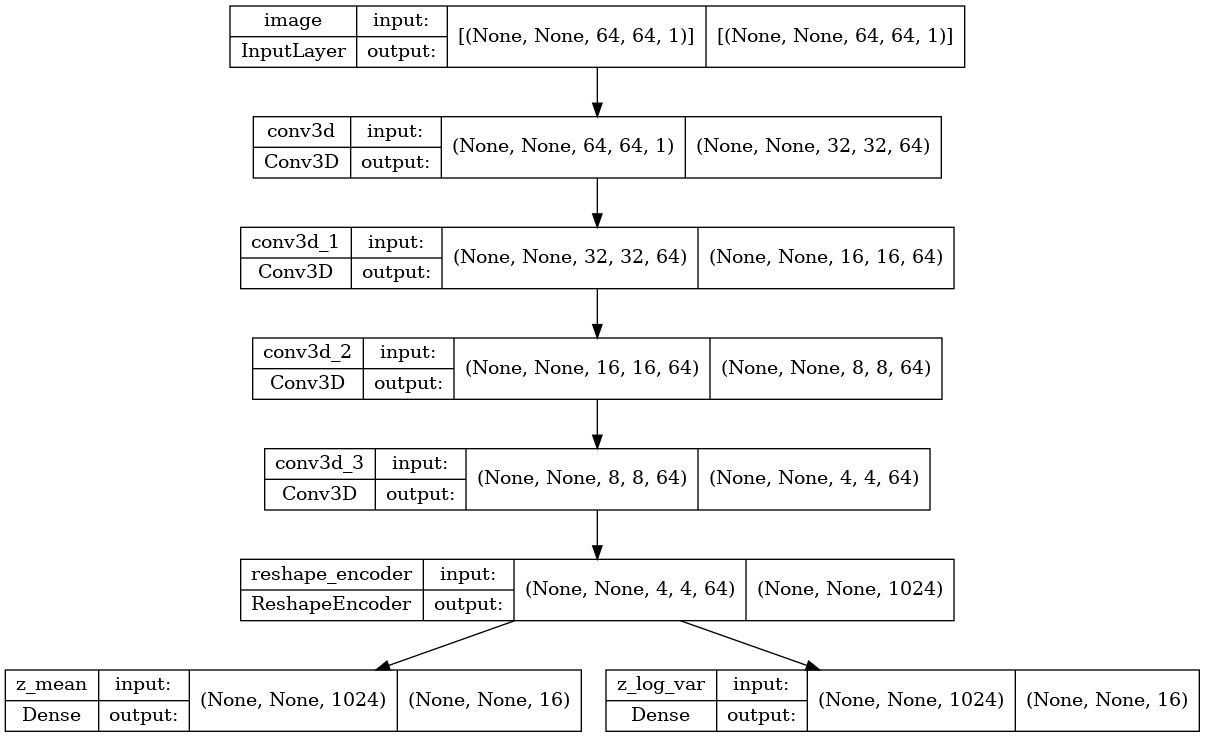 image input: [(None, None, 64, 64, 1)] [(None, None, 64, 64, 1)]
InputLayer output:
conv3d input: (None, None, 64, 64, 1) (None, None, 32, 32, 64)
Conv3D output:
conv3d_1 input: (None, None, 32, 32, 64) (None, None, 16, 16, 64)
Conv3D output:
conv3d_2 input: (None, None, 16, 16, 64) (None, None, 8, 8, 64)
Conv3D output:
conv3d_3 input: (None, None, 8, 8, 64) (None, None, 4, 4, 64)
Conv3D output:
reshape_encoder input: (None, None, 4, 4, 64) (None, None, 1024)
ReshapeEncoder output:
z_mean input: (None, None, 1024) (None, None, 16)
Dense output:
z_log_var input: (None, None, 1024) (None, None, 16)
Dense output: